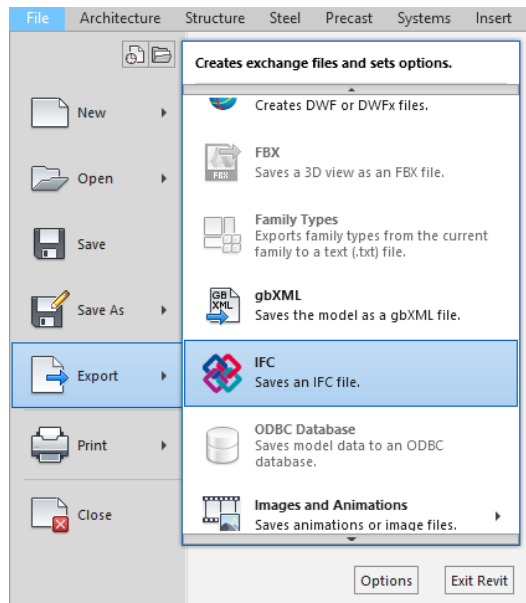 File Architecture Structure Steel Precast Systems Insert
Creates exchange files and sets options.
New
Open
Save
Save As
Export
Print
Close
Creates DWF or DWFx files.
FBX
FBX
Saves a 3D view as an FBX file.
Family Types
Exports family types from the current
family to a text (.txt) file.
GB
XML
gbXML
Saves the model as a gbXML file.
IFC
Saves an IFC file.
ODBC Database
Saves model data to an ODBC
database.
Images and Animations
Saves animations or image files.
Options Exit Revit